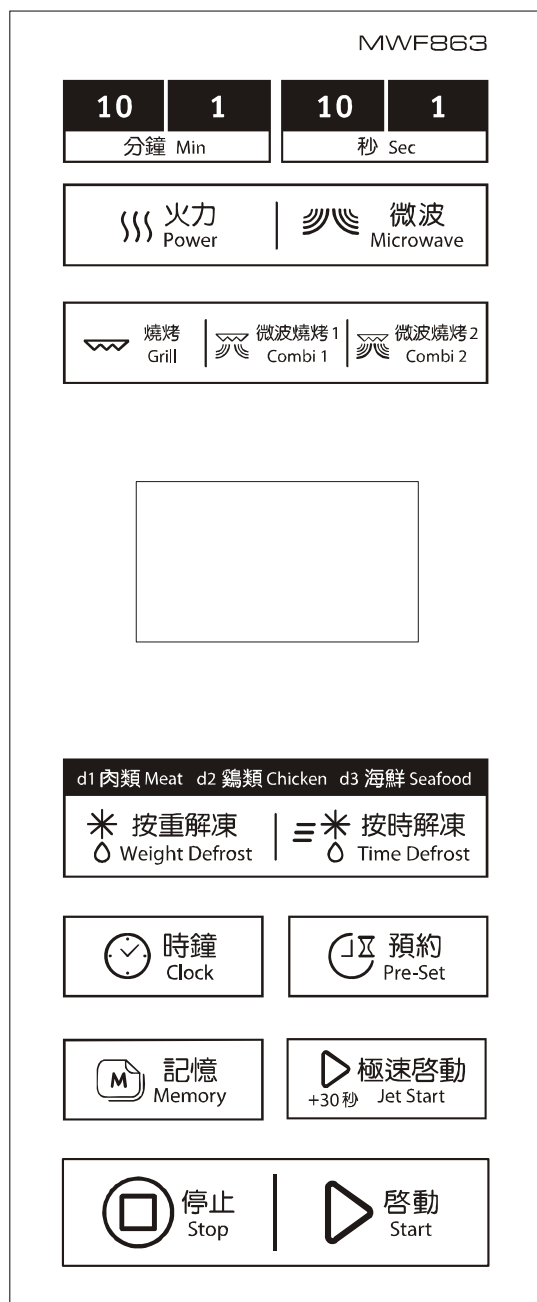 MWF863
10 1 10 1
分鐘 Min 秒 Sec
火力 微波
Power Microwave
燒烤 微波燒烤1 微波燒烤2
Grill Combi 1 Combi 2
d1 肉類 Meat d2 鷄類 Chicken d3 海鮮 Seafood
按重解凍 按時解凍
Weight Defrost Time Defrost
時鐘 預約
Clock Pre-Set
M 記憶 極速啓動
Memory +30 秒 Jet Start
停止 啓動
Stop Start